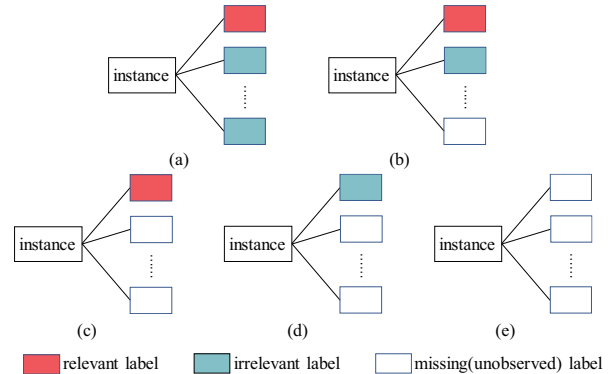 instance
instance
(a)
(b)
instance
instance
instance
(c)
(d)
(e)
relevant label
irrelevant label
missing(unobserved) label